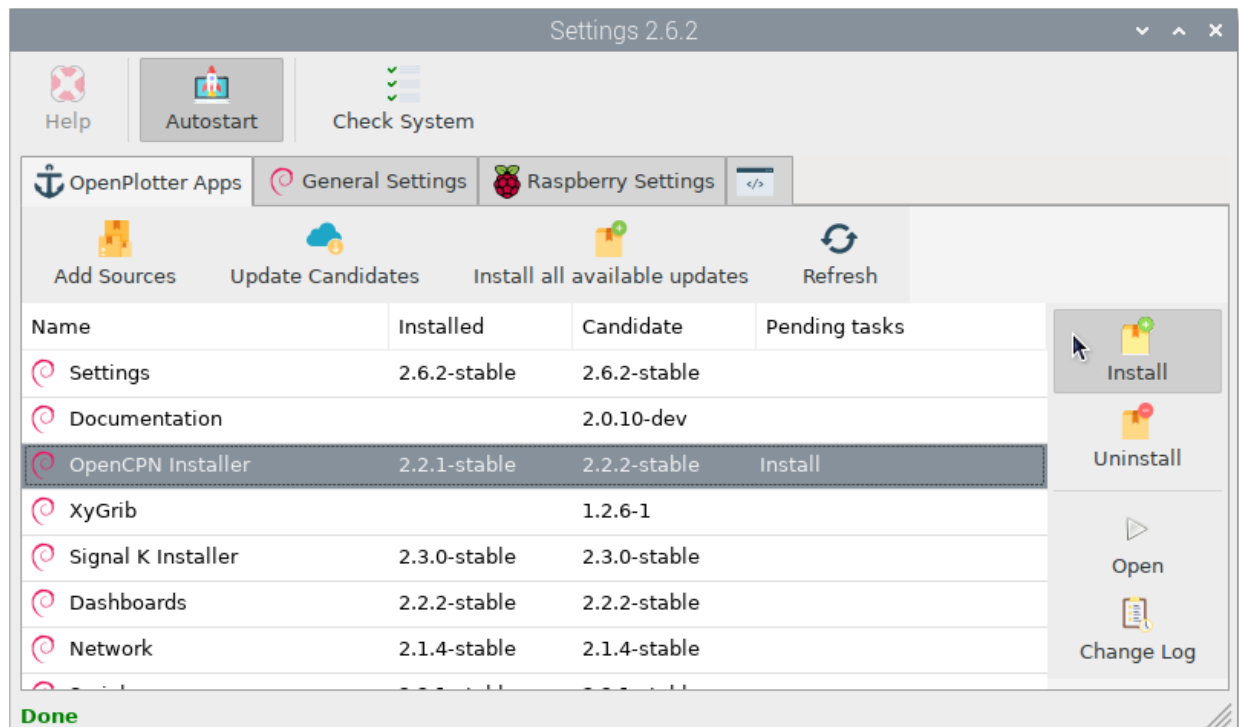 Settings 2.6.2
Help Autostart Check System
OpenPlotter Apps General Settings Raspberry Settings </>
Add Sources Update Candidates Install all available updates Refresh
Name Installed Candidate Pending tasks
Settings 2.6.2-stable 2.6.2-stable
Documentation 2.0.10-dev
OpenCPN Installer 2.2.1-stable 2.2.2-stable Install
XyGrib 1.2.6-1
Signal K Installer 2.3.0-stable 2.3.0-stable
Dashboards 2.2.2-stable 2.2.2-stable
Network 2.1.4-stable 2.1.4-stable
Install
Uninstall
Open
Change Log
Done